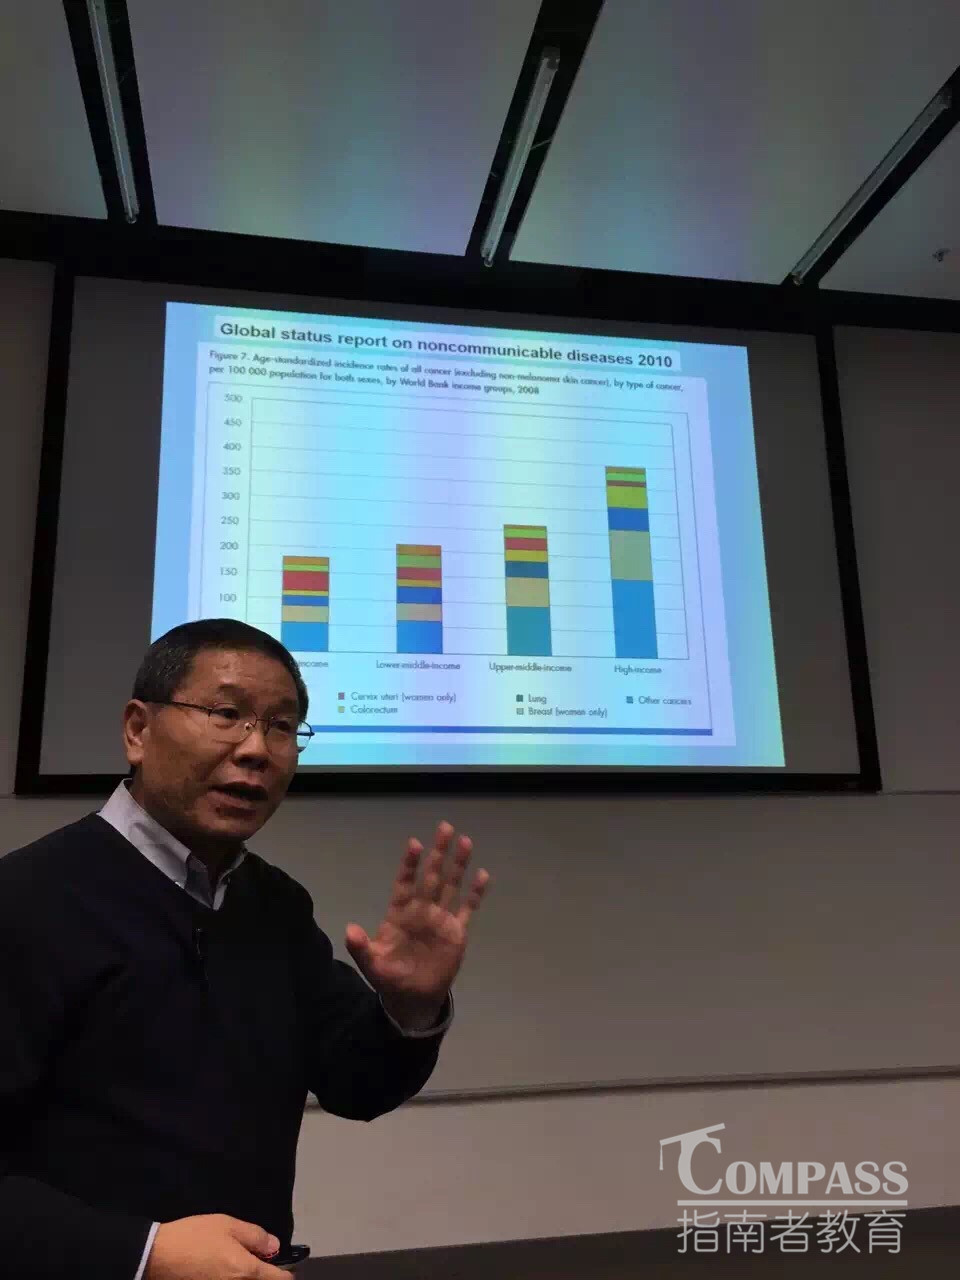 Global status report on noncommunicable diseases 2010
Figure 7. Age-standardized incidence rates of all cancer (excluding non-melanoma skin cancer), by type of cancer,
per 100 000 population for both sexes, by World Bank income groups, 2008
500
450
400
350
300
250
200
150
100
income Lower-middle-income Upper-middle-income High-income
Cervix uteri (women only) Lung Other cancers
Colorectum Breast (women only)
COMPASS
指南者教育